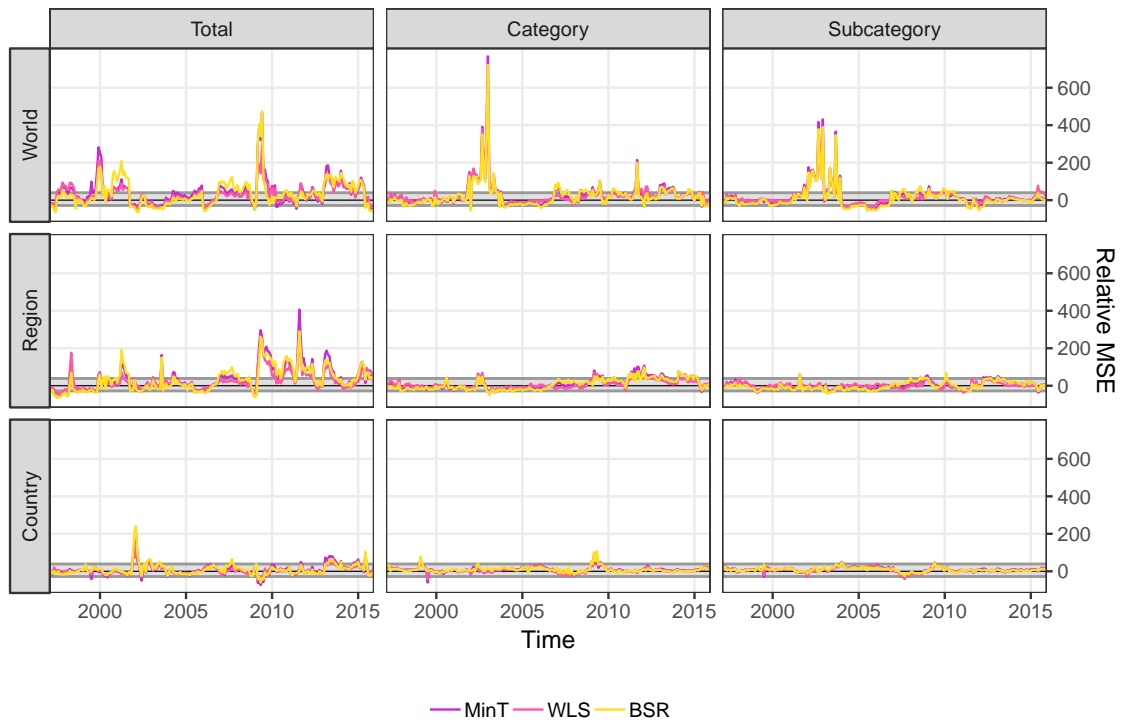 Total Category Subcategory
World
600
400
200
0
Region
600
400
200
0
Relative MSE
Country
600
400
200
0
2000 2005 2010 2015 2000 2005 2010 2015 2000 2005 2010 2015
Time
MinT WLS BSR